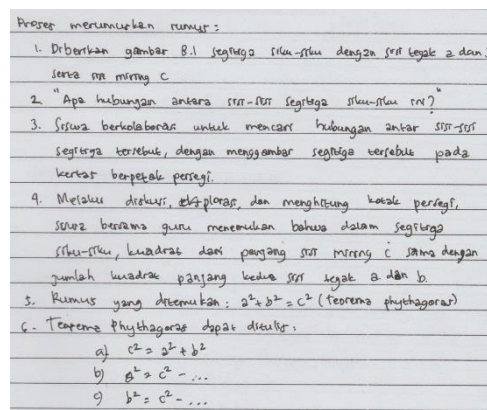 Proses merumuskan rumus :
1. Diberikan gambar 8.1 segitiga siku-siku dengan sisi tegak a dan
serta sisi miring c
2. "Apa hubungan antara sisi-sisi segitiga siku-siku ini?"
3. Siswa berkolaborasi untuk mencari hubungan antar sisi-sisi
segitiga tersebut, dengan menggambar segitiga tersebut pada
kertas berpetak persegi.
4. Melalui diskusi, eksplorasi, dan menghitung kotak persegi,
siswa bersama guru menemukan bahwa dalam segitiga
siku-siku, kuadrat dari panjang sisi miring c sama dengan
jumlah kuadrat panjang kedua sisi tegak a dan b.
5. Rumus yang ditemukan : a² + b² = c² (teorema phythagoras)
6. Teorema Phythagoras dapat ditulis :
a) c² = a² + b²
b) a² = c² - ...
c) b² = c² - ...